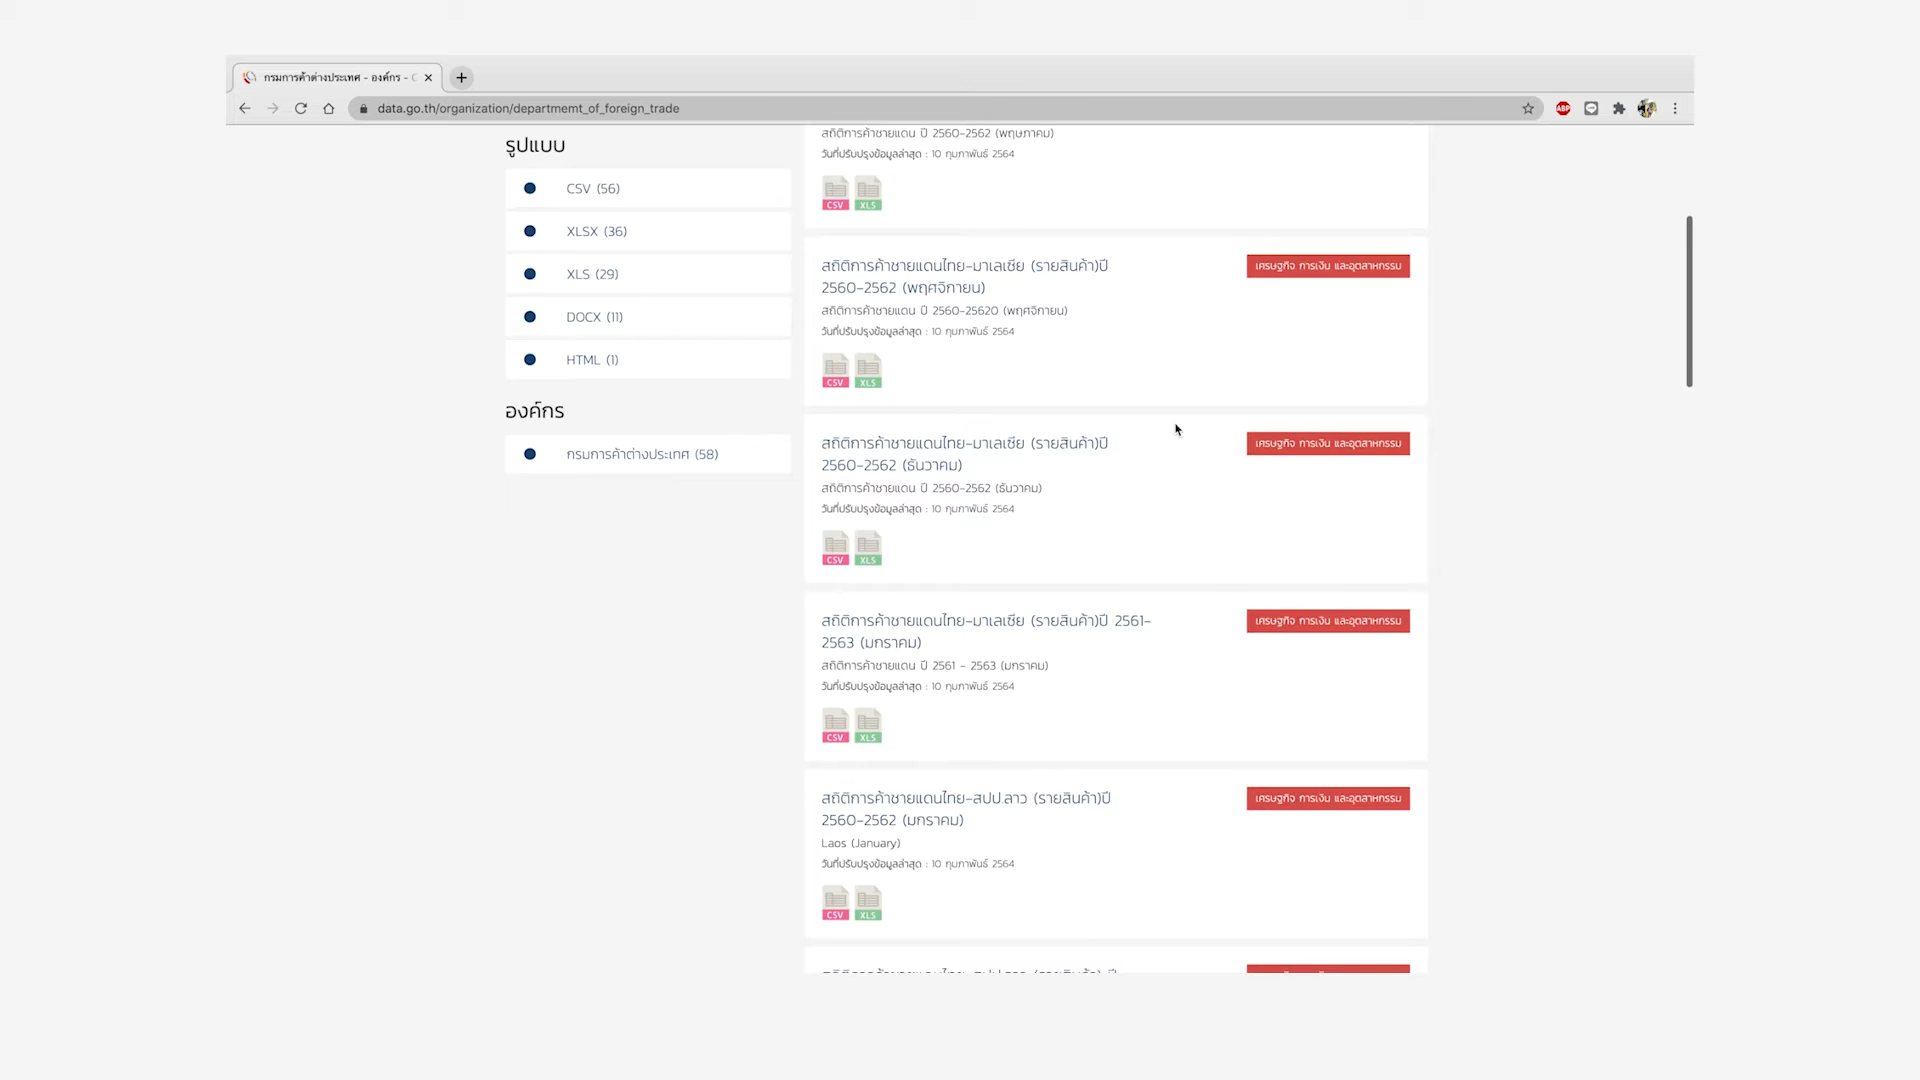 กรมการค้าต่างประเทศ - องค์กร -
data.go.th/organization/departmemt_of_foreign_trade
ABP
รูปแบบ
CSV (56)
XLSX (36)
XLS (29)
DOCX (11)
HTML (1)
องค์กร
กรมการค้าต่างประเทศ (58)
สถิติการค้าชายแดน ปี 2560-2562 (พฤษภาคม)
วันที่ปรับปรุงข้อมูลล่าสุด : 10 กุมภาพันธ์ 2564
CSV XLS
สถิติการค้าชายแดนไทย-มาเลเซีย (รายสินค้า)ปี
2560-2562 (พฤศจิกายน)
เศรษฐกิจ การเงิน และอุตสาหกรรม
สถิติการค้าชายแดน ปี 2560-25620 (พฤศจิกายน)
วันที่ปรับปรุงข้อมูลล่าสุด : 10 กุมภาพันธ์ 2564
CSV XLS
สถิติการค้าชายแดนไทย-มาเลเซีย (รายสินค้า)ปี
2560-2562 (ธันวาคม)
เศรษฐกิจ การเงิน และอุตสาหกรรม
สถิติการค้าชายแดน ปี 2560-2562 (ธันวาคม)
วันที่ปรับปรุงข้อมูลล่าสุด : 10 กุมภาพันธ์ 2564
CSV XLS
สถิติการค้าชายแดนไทย-มาเลเซีย (รายสินค้า)ปี 2561-
2563 (มกราคม)
เศรษฐกิจ การเงิน และอุตสาหกรรม
สถิติการค้าชายแดน ปี 2561 - 2563 (มกราคม)
วันที่ปรับปรุงข้อมูลล่าสุด : 10 กุมภาพันธ์ 2564
CSV XLS
สถิติการค้าชายแดนไทย-สปป.ลาว (รายสินค้า)ปี
2560-2562 (มกราคม)
เศรษฐกิจ การเงิน และอุตสาหกรรม
Laos (January)
วันที่ปรับปรุงข้อมูลล่าสุด : 10 กุมภาพันธ์ 2564
CSV XLS